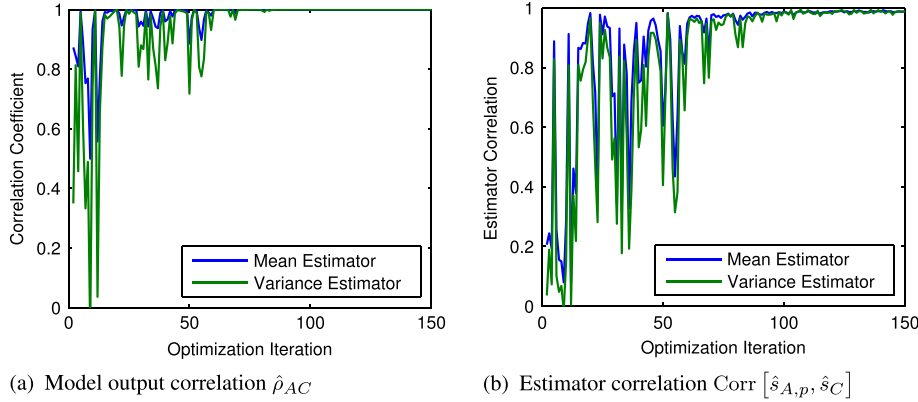 1
0.8
0.6
0.4
0.2
0
Correlation Coefficient
Mean Estimator
Variance Estimator
0 50 100 150
Optimization Iteration
(a) Model output correlation ρ̂_AC
1
0.8
0.6
0.4
0.2
0
Estimator Correlation
Mean Estimator
Variance Estimator
0 50 100 150
Optimization Iteration
(b) Estimator correlation Corr [ŝ_{A,p}, ŝ_C]